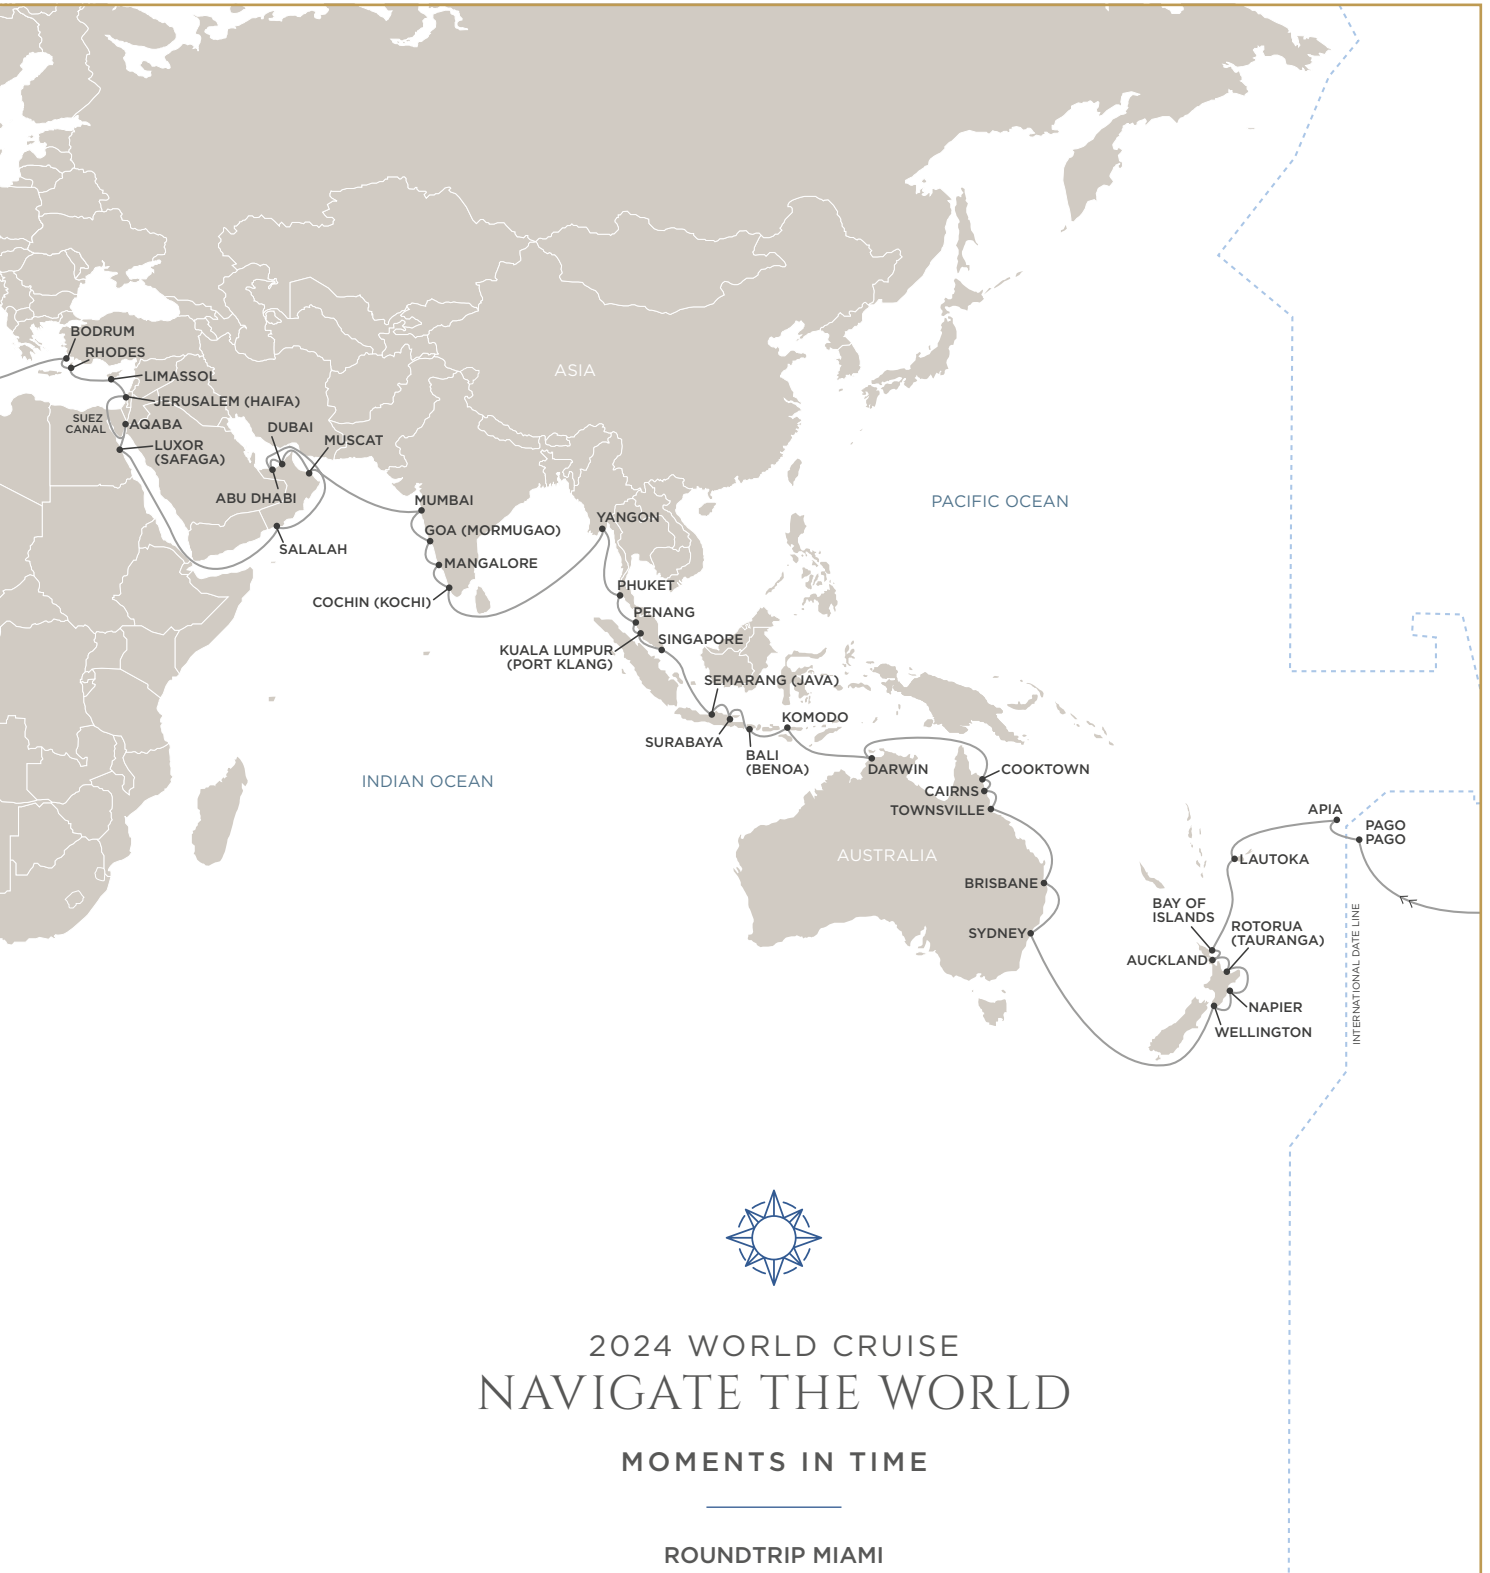 BODRUM
RHODES
LIMASSOL
JERUSALEM (HAIFA)
SUEZ
CANAL
AQABA
LUXOR
(SAFAGA)
DUBAI
MUSCAT
ABU DHABI
SALALAH
ASIA
MUMBAI
GOA (MORMUGAO)
MANGALORE
COCHIN (KOCHI)
YANGON
PHUKET
PENANG
KUALA LUMPUR
(PORT KLANG)
SINGAPORE
SEMARANG (JAVA)
SURABAYA
BALI
(BENOA)
KOMODO
PACIFIC OCEAN
INDIAN OCEAN
DARWIN
COOKTOWN
CAIRNS
TOWNSVILLE
AUSTRALIA
BRISBANE
SYDNEY
APIA
PAGO
PAGO
LAUTOKA
BAY OF
ISLANDS
ROTORUA
(TAURANGA)
AUCKLAND
NAPIER
WELLINGTON
INTERNATIONAL DATE LINE
2024 WORLD CRUISE
NAVIGATE THE WORLD
MOMENTS IN TIME
ROUNDTRIP MIAMI